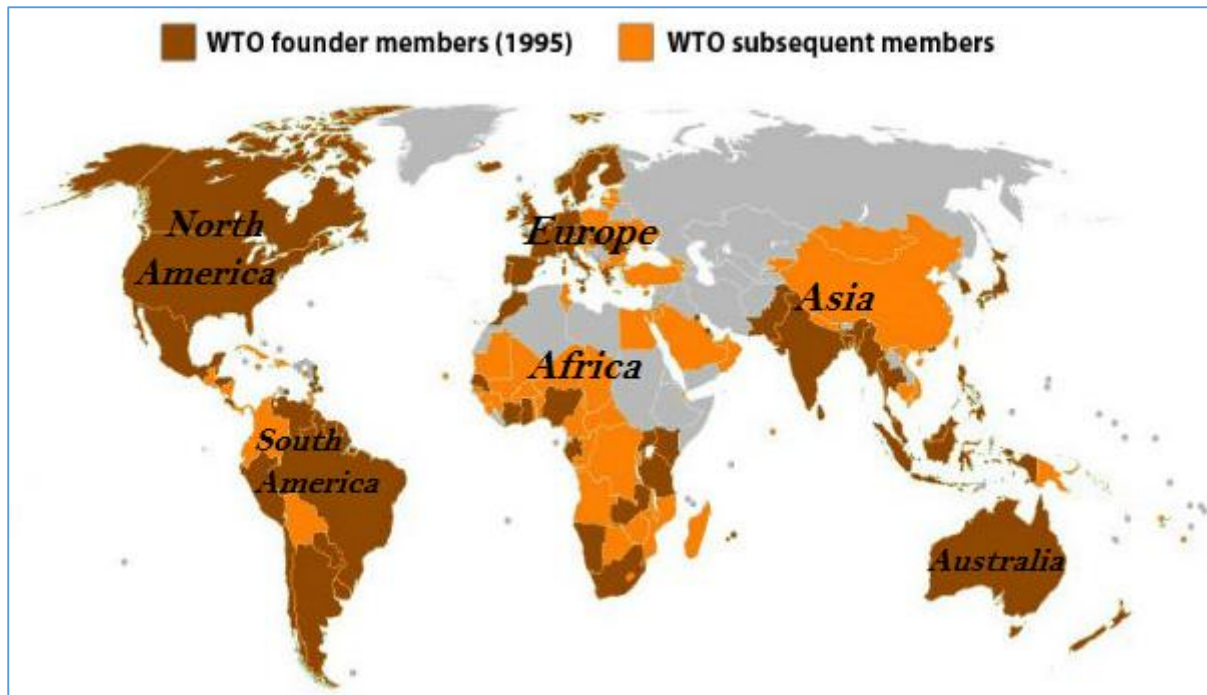 WTO founder members (1995) WTO subsequent members
North
America
Europe
Asia
Africa
South
America
Australia